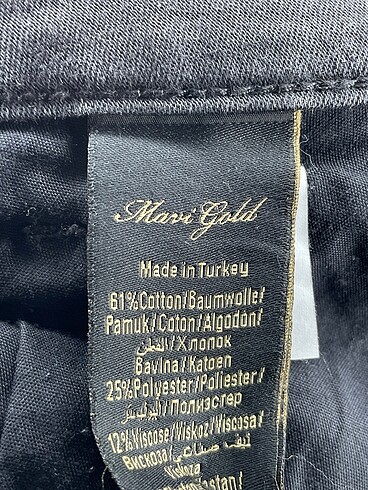 Mavi Gold
Made in Turkey
61%Cotton/Baumwolle/
Pamuk/Coton/Algodón/
القطن/Хлопок
Bavlna/Katoen
25%Polyester/Poliester/
البوليستر/Полиэстер
12%Viscose/Viskoz/Viscosa/
Вискоза/
Viskoza